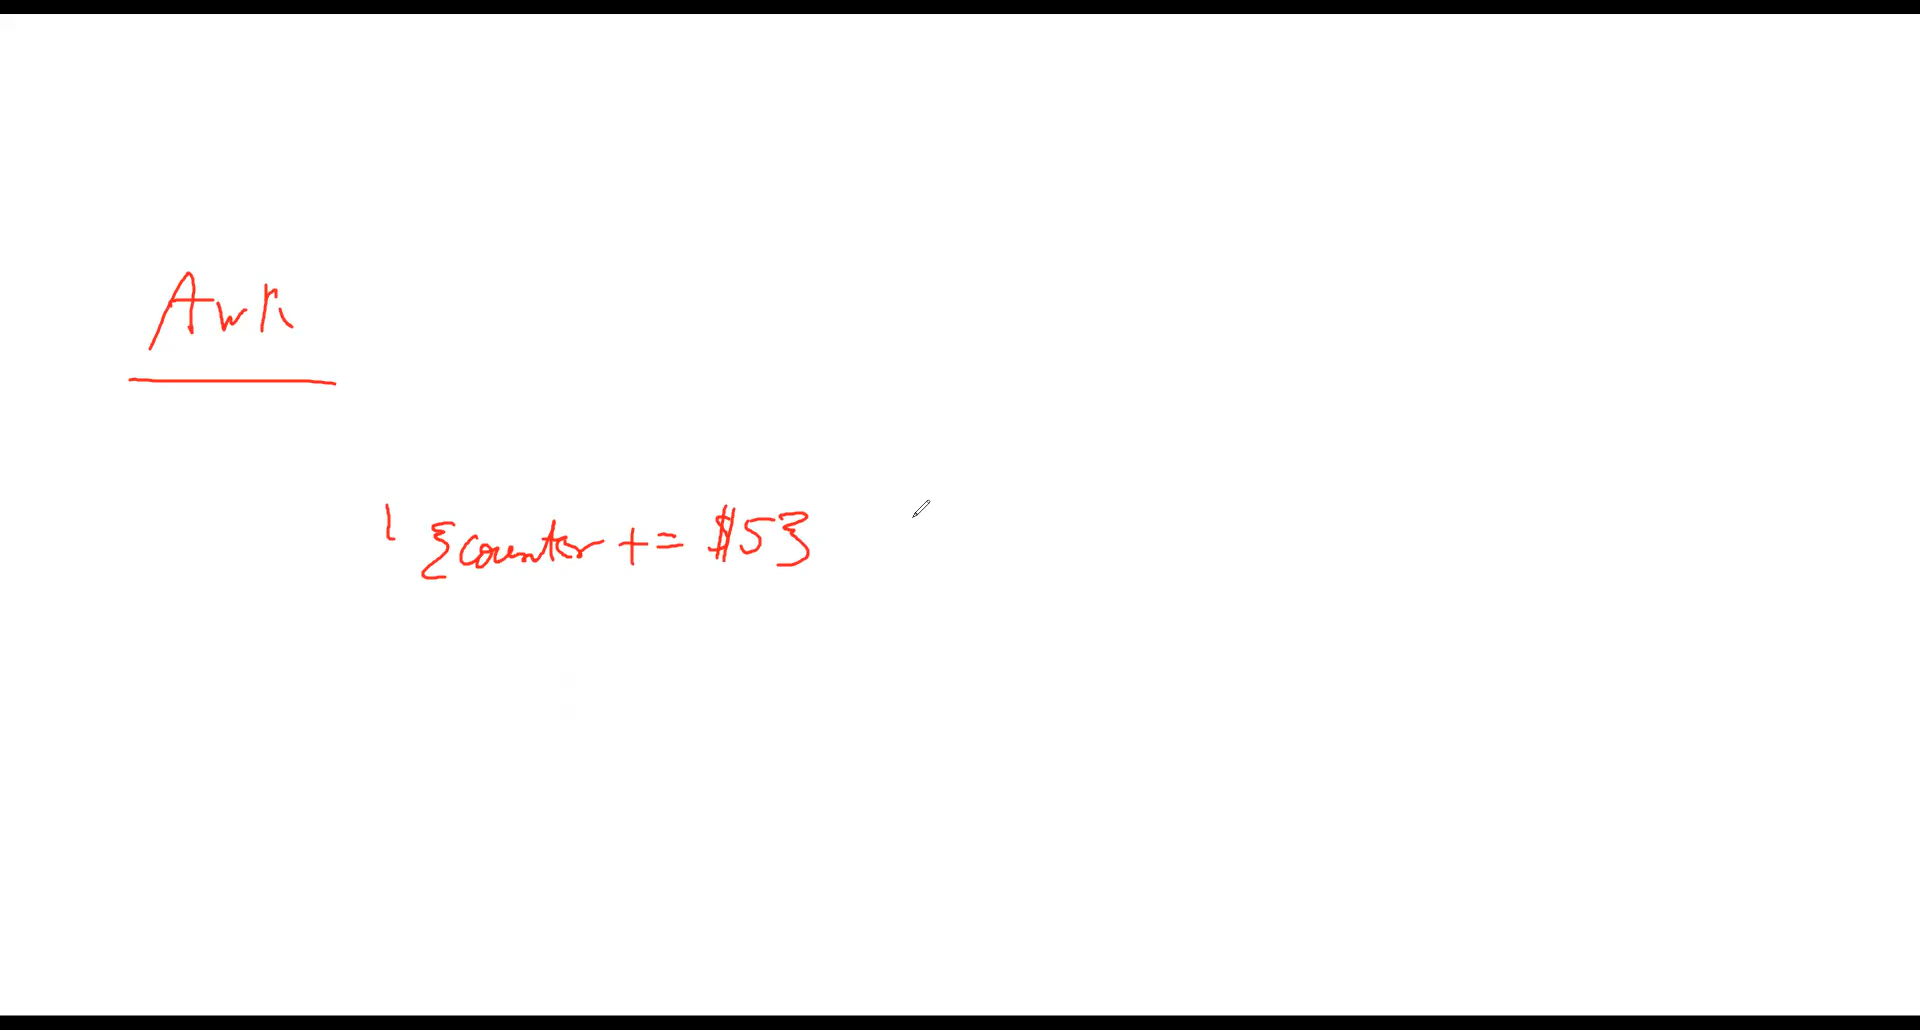 Awk
' {counter += $5}